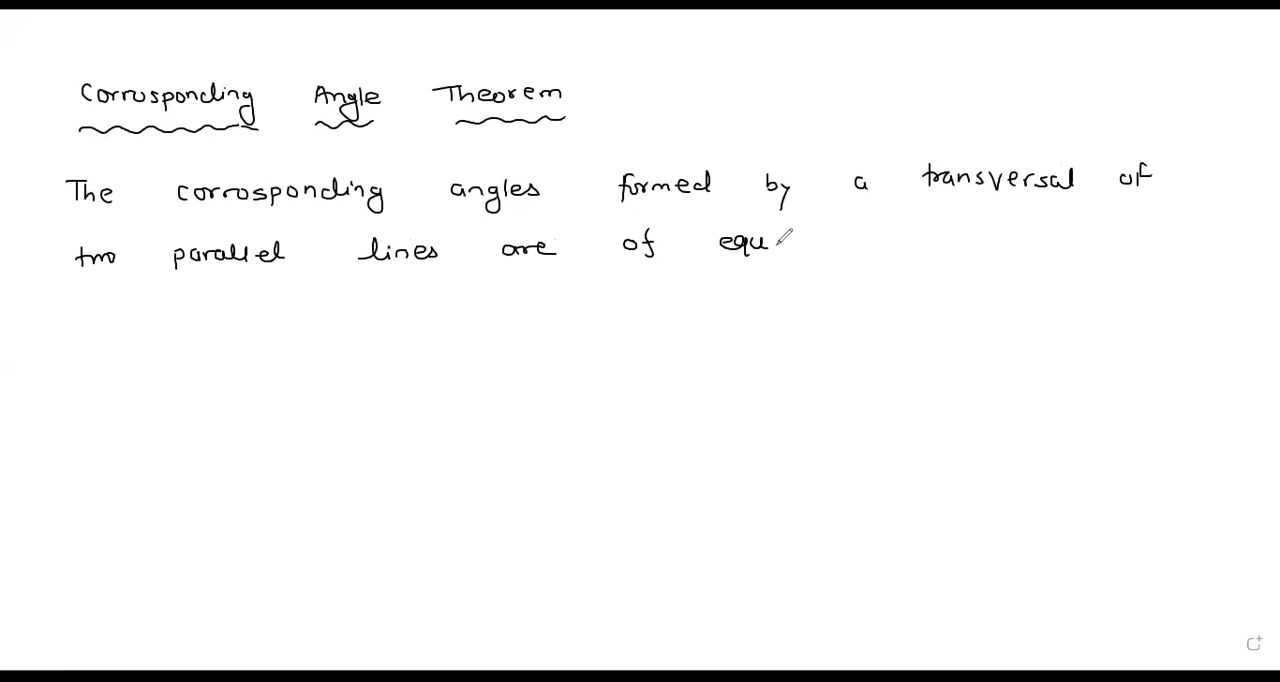 Corrusponding Angle Theorem
The corrosponding angles formed by a transversal of
two parallel lines are of equ